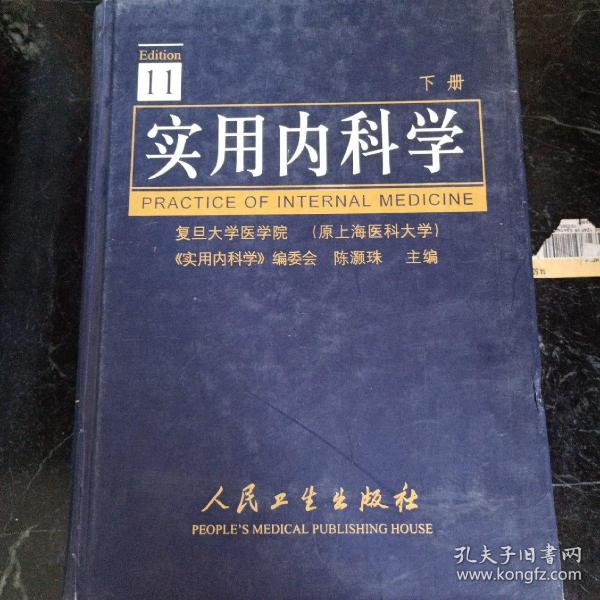 Edition
11
下册
实用内科学
PRACTICE OF INTERNAL MEDICINE
复旦大学医学院 （原上海医科大学）
《实用内科学》编委会 陈灏珠 主编
人民卫生出版社
PEOPLE'S MEDICAL PUBLISHING HOUSE
孔夫子旧书网
www.kongfz.com